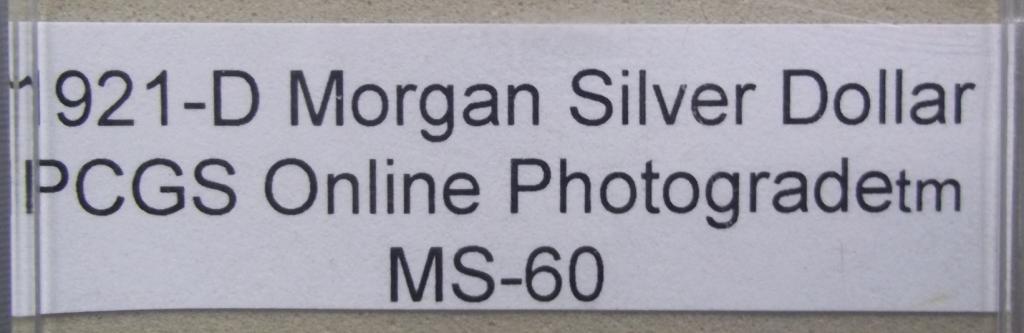 1921-D Morgan Silver Dollar
PCGS Online Photogradetm
MS-60